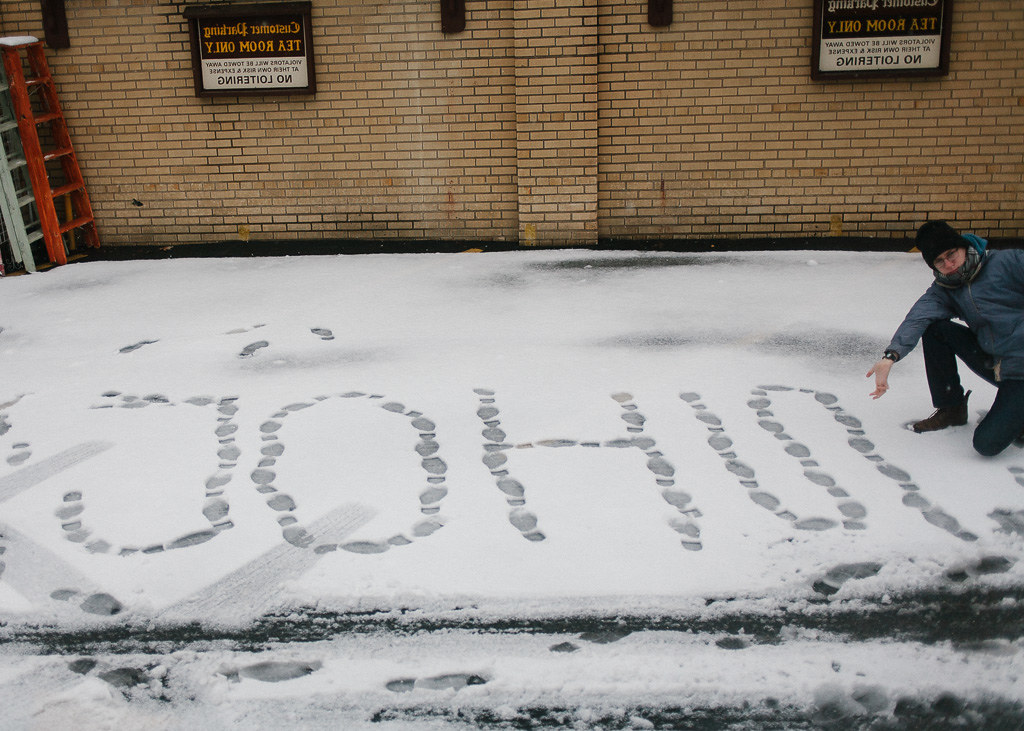 Customer Parking
TEA ROOM ONLY
VIOLATORS WILL BE TOWED AWAY
AT THEIR OWN RISK & EXPENSE
NO LOITERING
Customer Parking
TEA ROOM ONLY
VIOLATORS WILL BE TOWED AWAY
AT THEIR OWN RISK & EXPENSE
NO LOITERING
JOHN